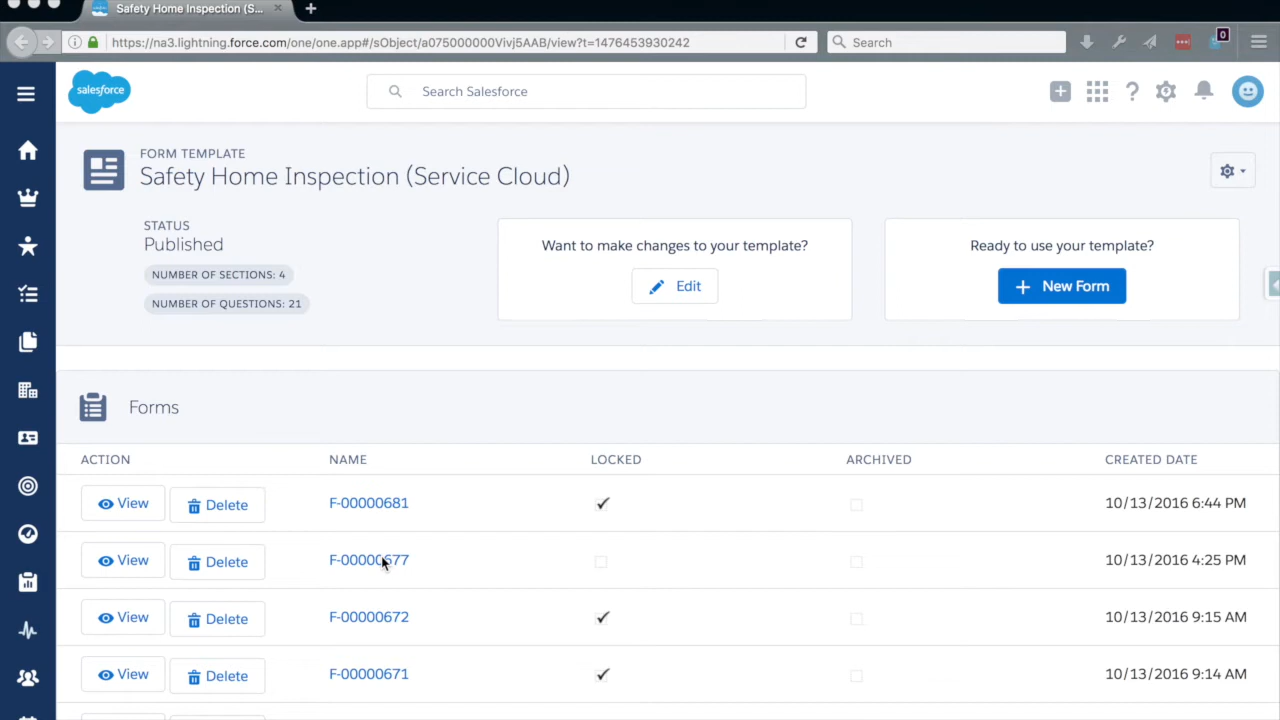 Safety Home Inspection (S...
https://na3.lightning.force.com/one/one.app#/sObject/a075000000Vivj5AAB/view?t=1476453930242
Search
0
salesforce
Search Salesforce
FORM TEMPLATE
Safety Home Inspection (Service Cloud)
STATUS
Published
NUMBER OF SECTIONS: 4
NUMBER OF QUESTIONS: 21
Want to make changes to your template?
Edit
Ready to use your template?
New Form
Forms
ACTION NAME LOCKED ARCHIVED CREATED DATE
View Delete F-00000681 10/13/2016 6:44 PM
View Delete F-00000677 10/13/2016 4:25 PM
View Delete F-00000672 10/13/2016 9:15 AM
View Delete F-00000671 10/13/2016 9:14 AM